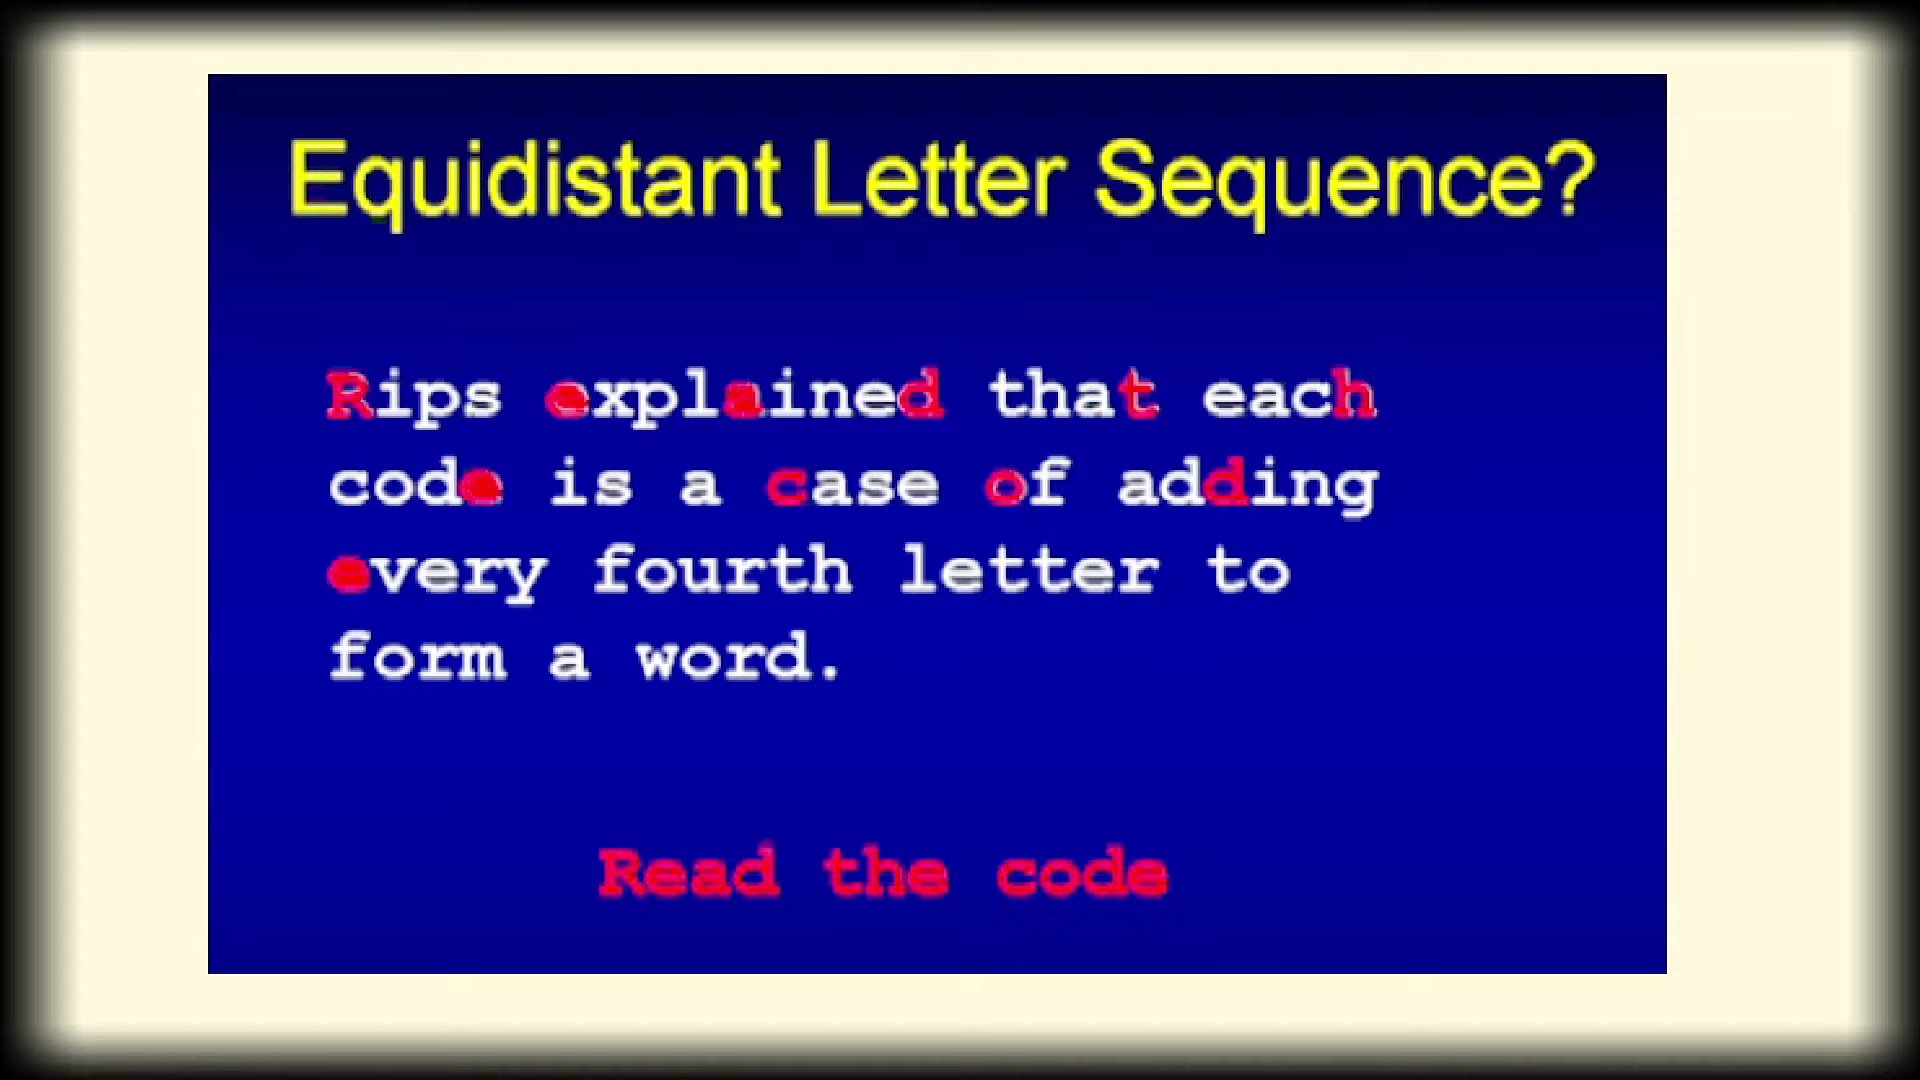 Equidistant Letter Sequence?
Rips explained that each
code is a case of adding
every fourth letter to
form a word.
Read the code